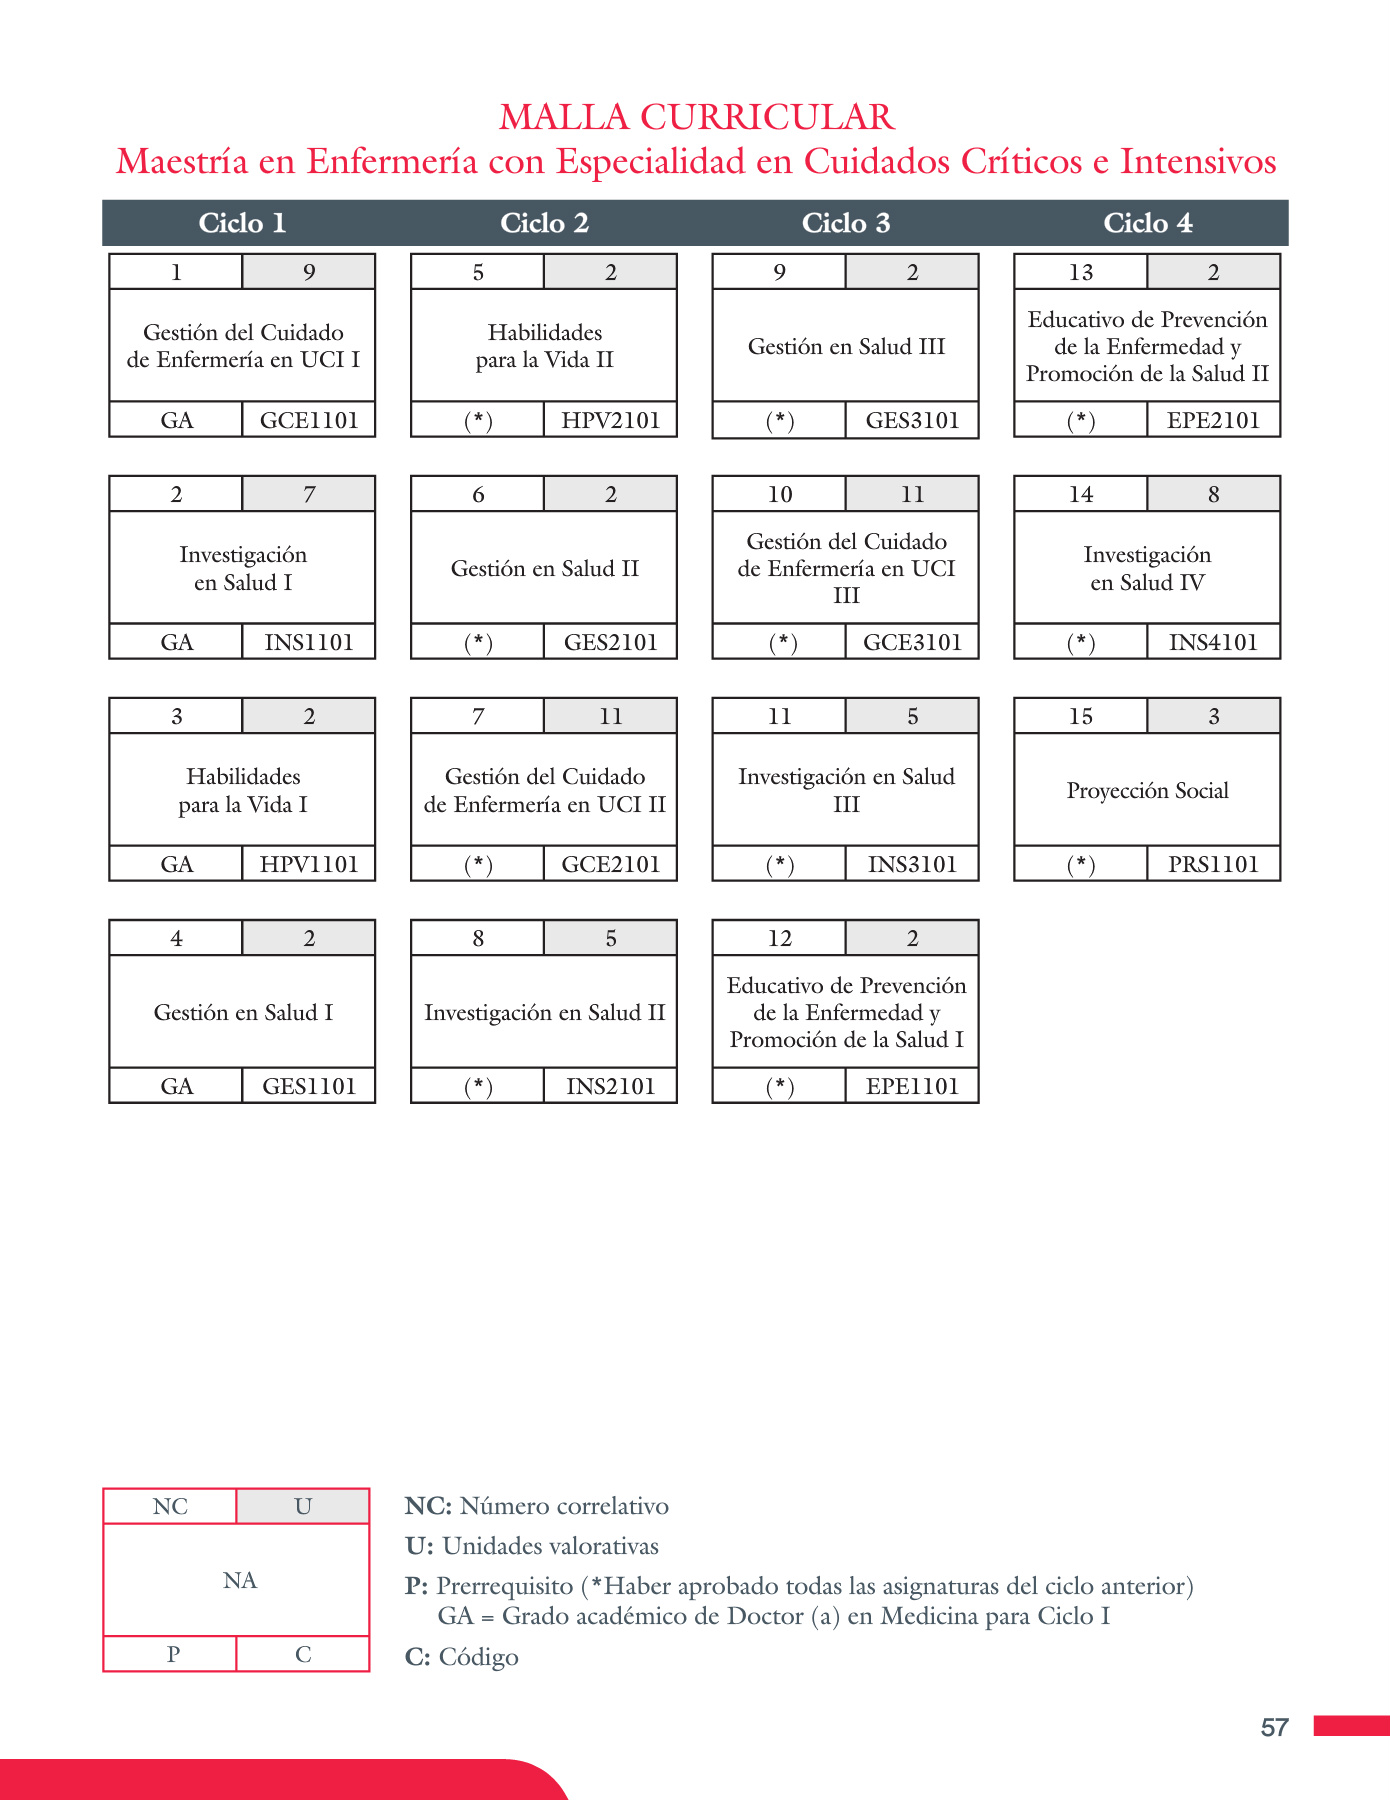 MALLA CURRICULAR
Maestría en Enfermería con Especialidad en Cuidados Críticos e Intensivos
Ciclo 1
1 9
Gestión del Cuidado
de Enfermería en UCI I
GA GCE1101
2 7
Investigación
en Salud I
GA INS1101
3 2
Habilidades
para la Vida I
GA HPV1101
4 2
Gestión en Salud I
GA GES1101
Ciclo 2
5 2
Habilidades
para la Vida II
(*) HPV2101
6 2
Gestión en Salud II
(*) GES2101
7 11
Gestión del Cuidado
de Enfermería en UCI II
(*) GCE2101
8 5
Investigación en Salud II
(*) INS2101
Ciclo 3
9 2
Gestión en Salud III
(*) GES3101
10 11
Gestión del Cuidado
de Enfermería en UCI
III
(*) GCE3101
11 5
Investigación en Salud
III
(*) INS3101
12 2
Educativo de Prevención
de la Enfermedad y
Promoción de la Salud I
(*) EPE1101
Ciclo 4
13 2
Educativo de Prevención
de la Enfermedad y
Promoción de la Salud II
(*) EPE2101
14 8
Investigación
en Salud IV
(*) INS4101
15 3
Proyección Social
(*) PRS1101
NC U
NA
P C
NC: Número correlativo
U: Unidades valorativas
P: Prerrequisito (*Haber aprobado todas las asignaturas del ciclo anterior)
GA = Grado académico de Doctor (a) en Medicina para Ciclo I
C: Código
57